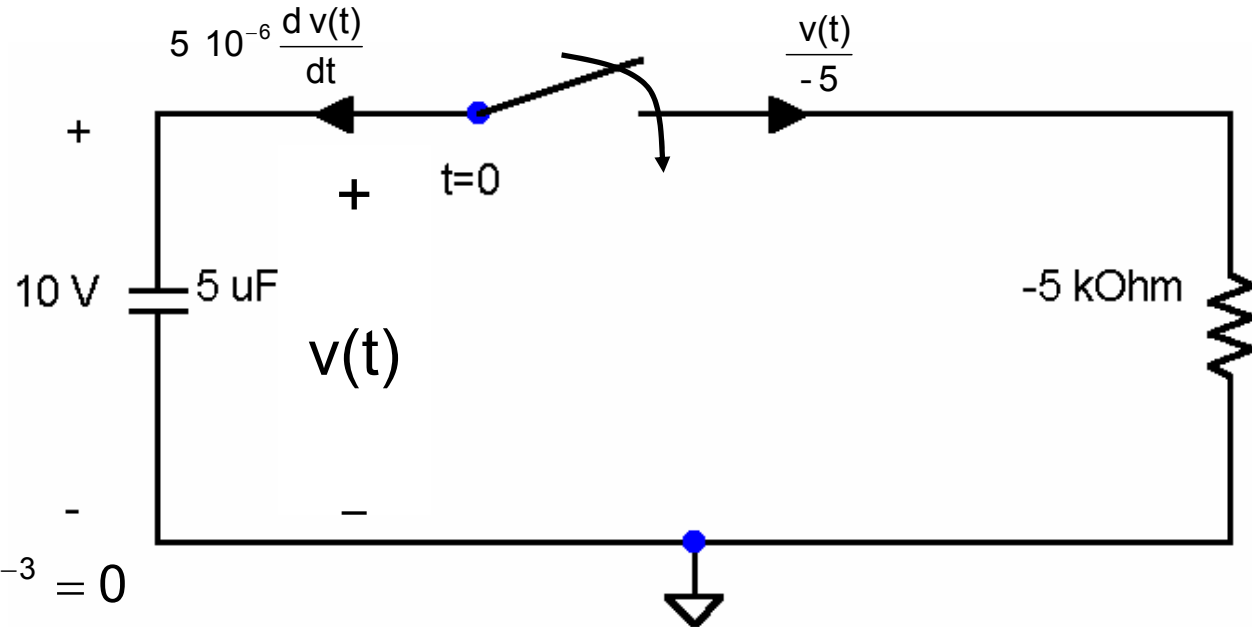 5 10⁻⁶ d v(t)
dt
v(t)
- 5
+
t=0
+
10 V
5 uF
-5 kOhm
v(t)
-
–
⁻³ = 0